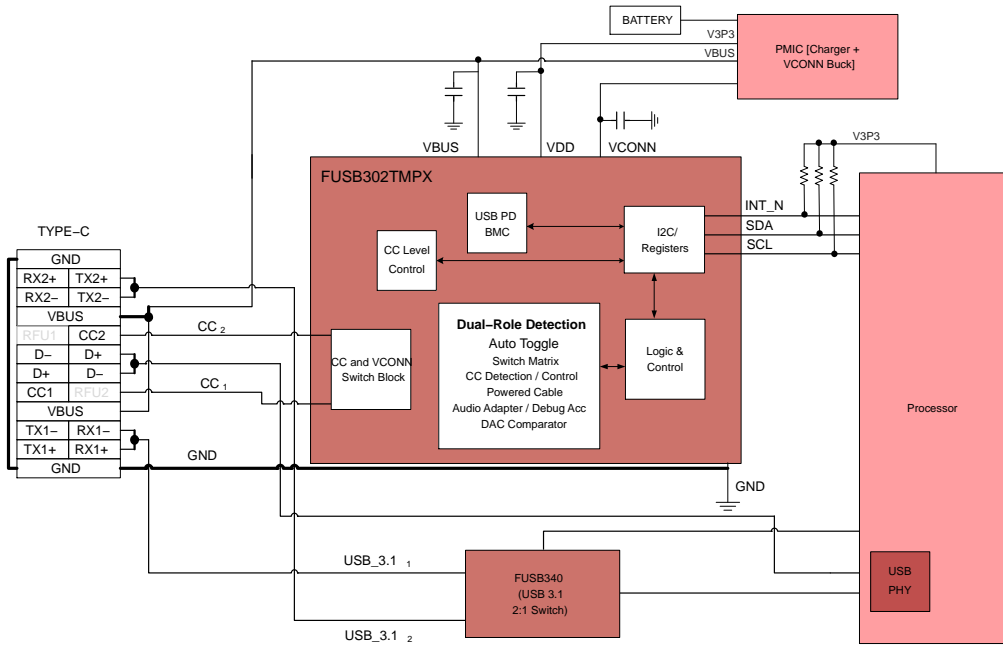 BATTERY
V3P3
VBUS
PMIC [Charger +
VCONN Buck]
VBUS
VDD
VCONN
V3P3
FUSB302TMPX
USB PD
BMC
CC Level
Control
I2C/
Registers
INT_N
SDA
SCL
Dual–Role Detection
Auto Toggle
Switch Matrix
CC Detection / Control
Powered Cable
Audio Adapter / Debug Acc
DAC Comparator
Logic &
Control
CC and VCONN
Switch Block
TYPE–C
GND
RX2+ TX2+
RX2– TX2–
VBUS
RFU1 CC2
D– D+
D+ D–
CC1 RFU2
VBUS
TX1– RX1–
TX1+ RX1+
GND
CC 2
CC 1
GND
GND
Processor
USB_3.1 1
USB_3.1 2
FUSB340
(USB 3.1
2:1 Switch)
USB
PHY